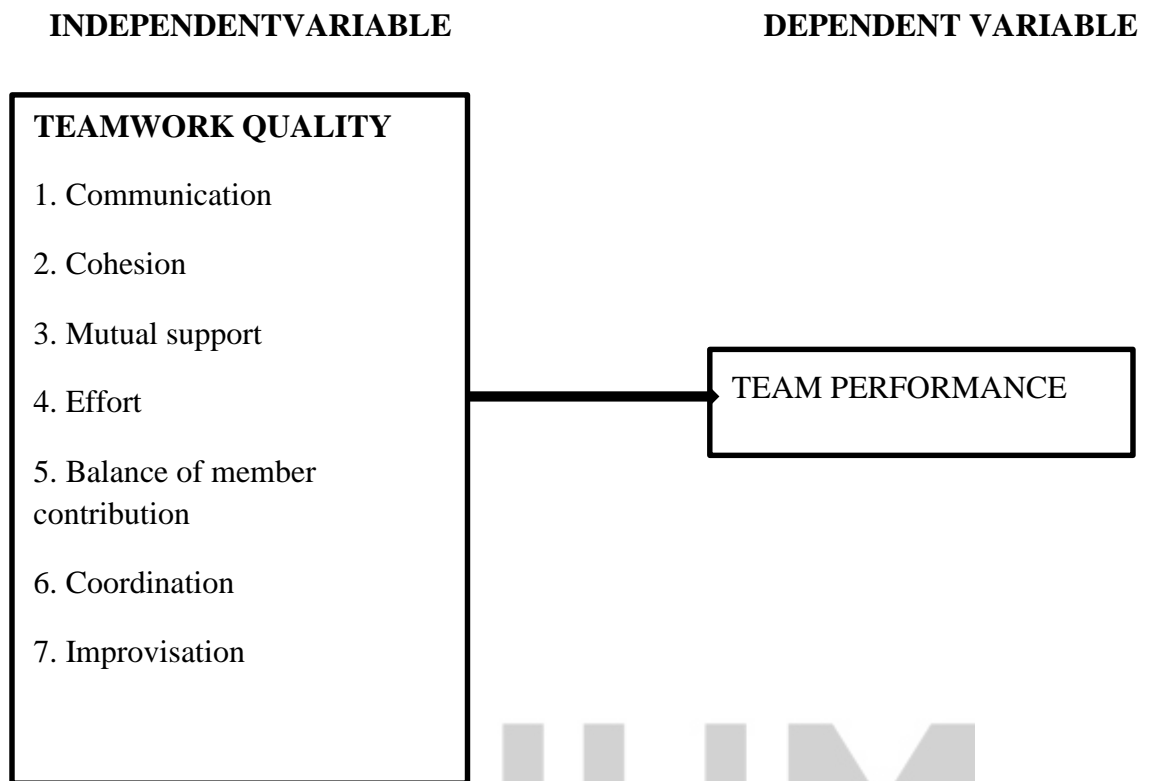 INDEPENDENTVARIABLE
DEPENDENT VARIABLE
TEAMWORK QUALITY
1. Communication
2. Cohesion
3. Mutual support
4. Effort
5. Balance of member
contribution
6. Coordination
7. Improvisation
TEAM PERFORMANCE